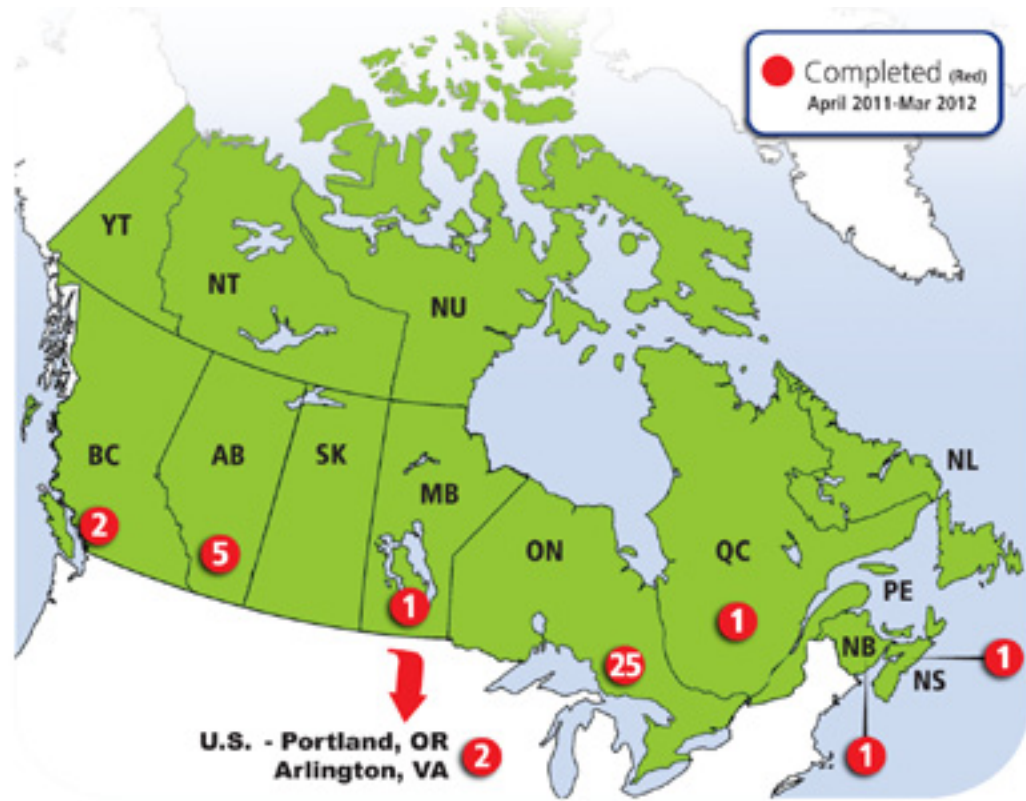 Completed (Red)
April 2011-Mar 2012
YT
NT
NU
BC
AB
SK
MB
ON
QC
NL
PE
NB
NS
2
5
1
25
1
1
1
U.S. - Portland, OR
Arlington, VA
2